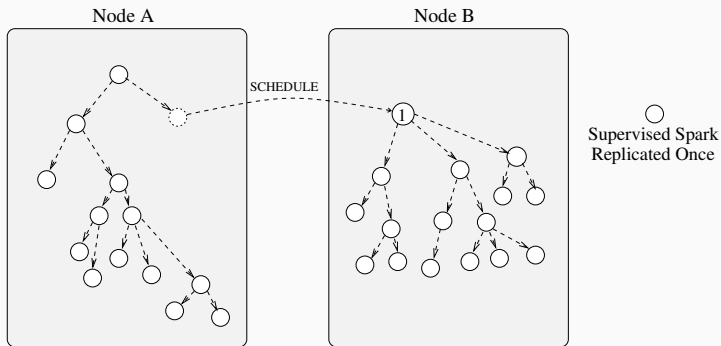 Node A
Node B
SCHEDULE
1
Supervised Spark
Replicated Once